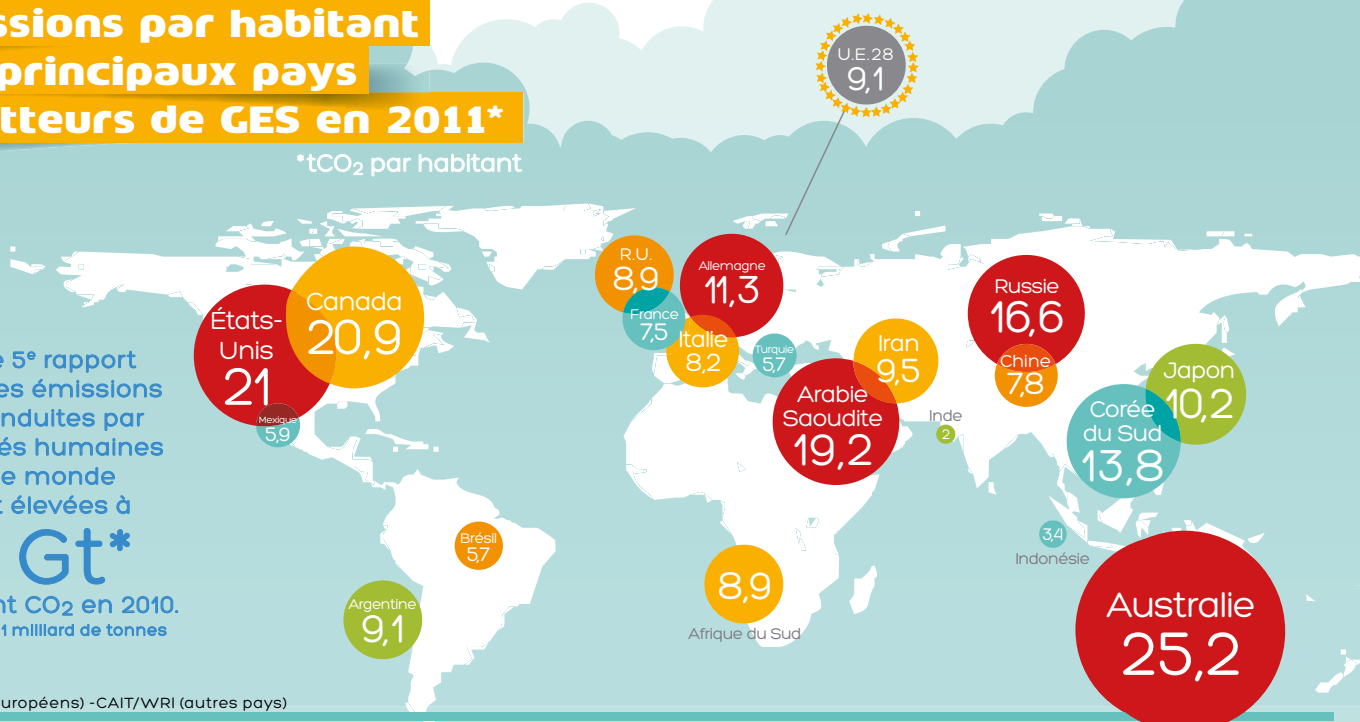 ssions par habitant
principaux pays
tteurs de GES en 2011*
*tCO2 par habitant
U.E.28
9,1
États-
Unis
21
Canada
20,9
Mexique
5,9
R.U.
8,9
France
7,5
Allemagne
11,3
Italie
8,2
Turquie
5,7
Arabie
Saoudite
19,2
Iran
9,5
Russie
16,6
Chine
7,8
Inde
2
Japon
10,2
Corée
du Sud
13,8
3,4
Indonésie
Brésil
5,7
Argentine
9,1
8,9
Afrique du Sud
Australie
25,2
e 5e rapport
es émissions
nduites par
és humaines
e monde
t élevées à
Gt*
nt CO2 en 2010.
1 milliard de tonnes
uropéens) -CAIT/WRI (autres pays)